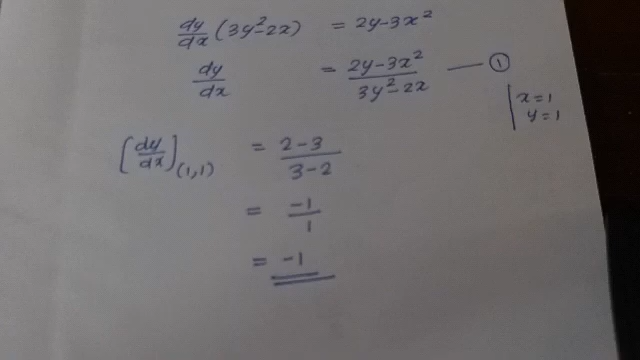 dy/dx (3y²-2x) = 2y-3x²
dy/dx = 2y-3x²/3y²-2x — ①
x=1
y=1
[dy/dx](1,1) = 2-3/3-2
= -1/1
= -1